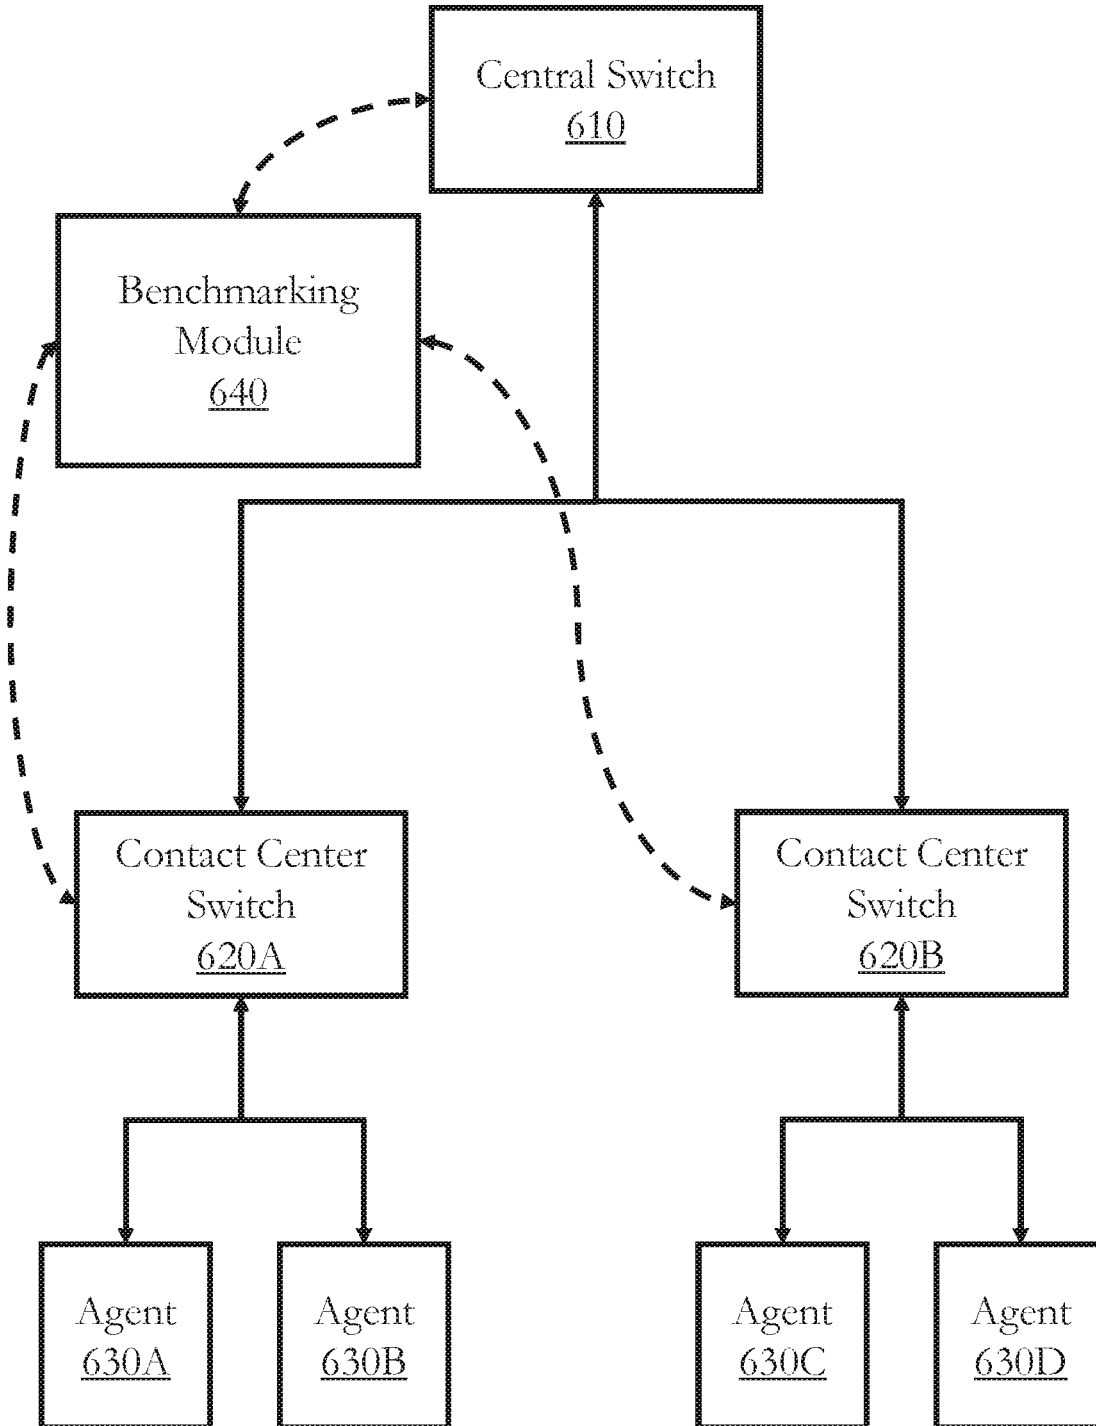 Central Switch
610
Benchmarking
Module
640
Contact Center
Switch
620A
Contact Center
Switch
620B
Agent
630A
Agent
630B
Agent
630C
Agent
630D